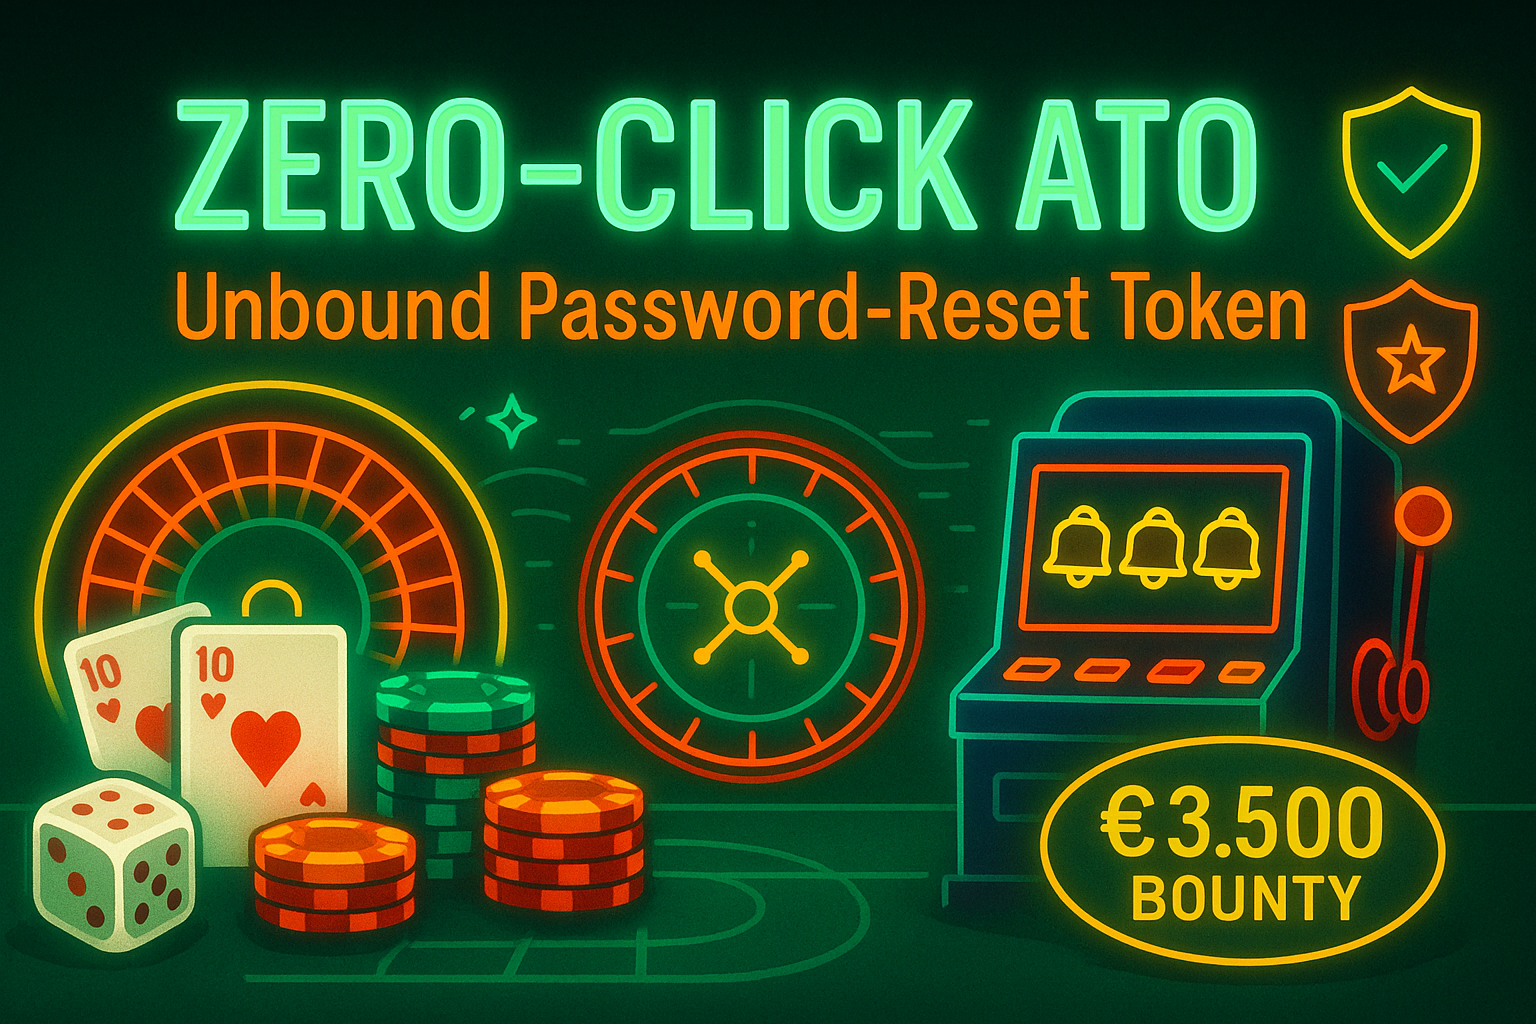 ZERO-CLICK ATO
Unbound Password-Reset Token
10
10
€3.500
BOUNTY